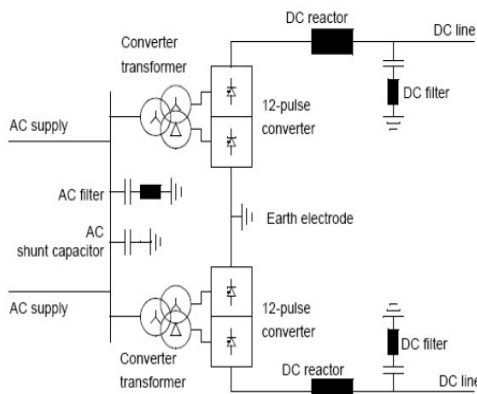 DC reactor
DC line
Converter
transformer
DC filter
12-pulse
converter
AC supply
AC filter
Earth electrode
AC
shunt capacitor
AC supply
12-pulse
converter
DC filter
Converter
transformer
DC reactor
DC line